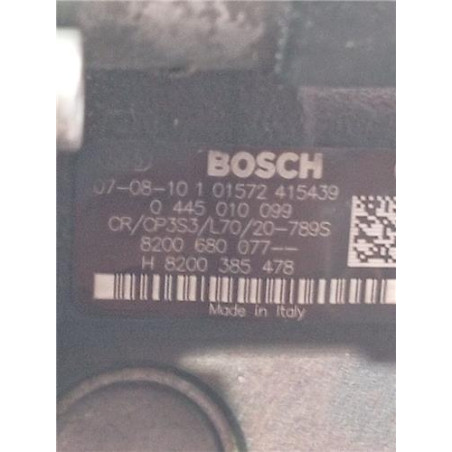 BOSCH
07-08-10 1 01572 415439
0 445 010 099
CR/CP3S3/L70/20-789S
8200 680 077--
H 8200 385 478
Made in Italy